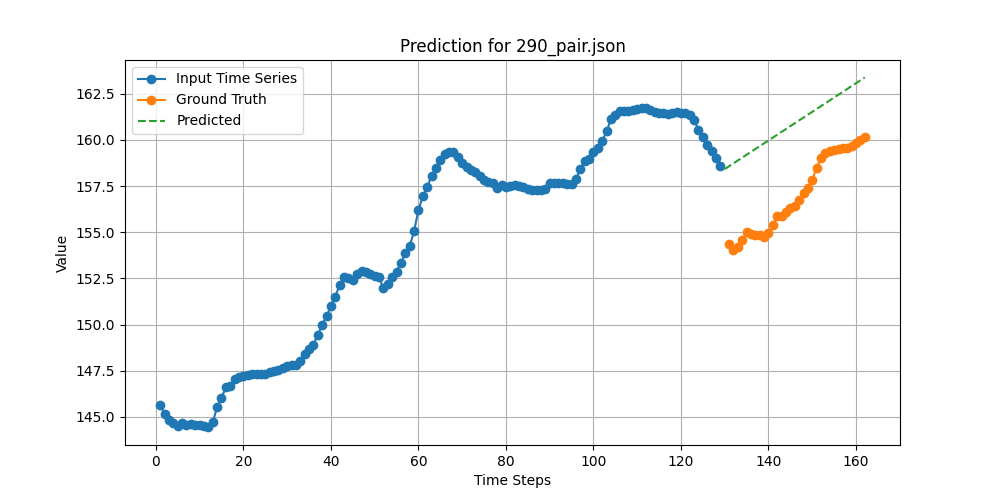 Prediction for 290_pair.json
Input Time Series
Ground Truth
Predicted
162.5
160.0
157.5
155.0
152.5
150.0
147.5
145.0
Value
0 20 40 60 80 100 120 140 160
Time Steps